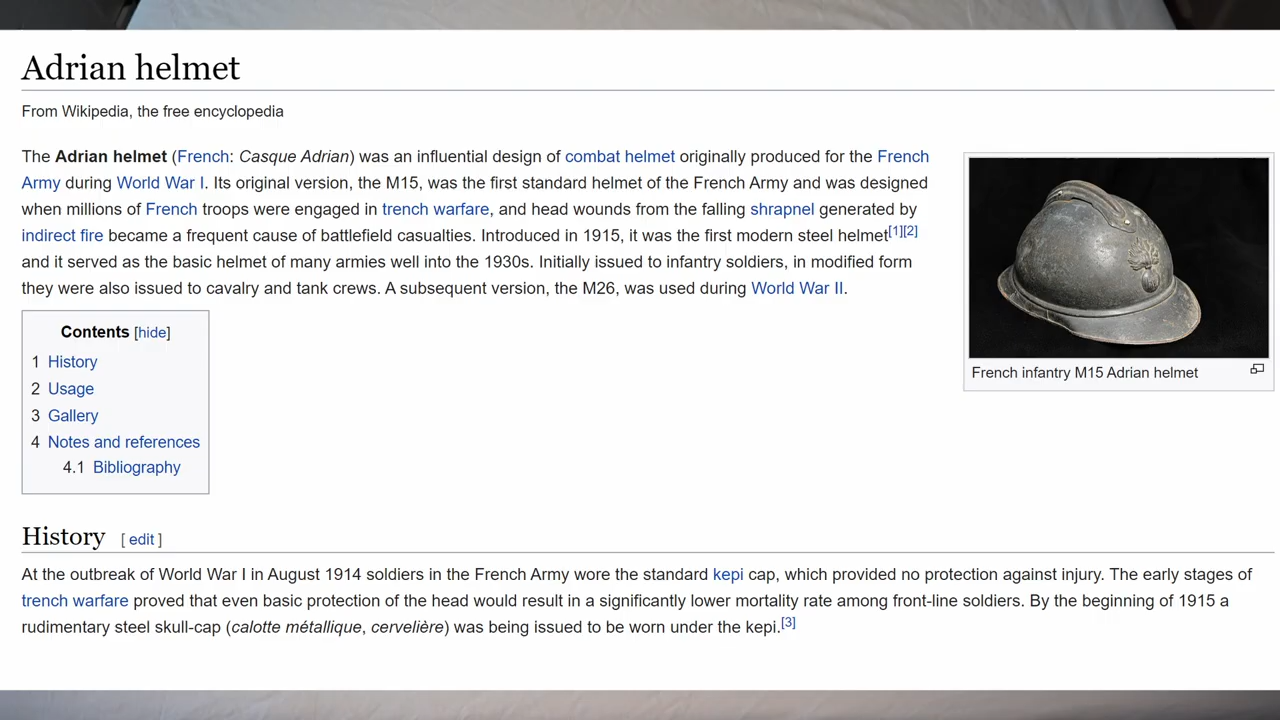 Adrian helmet
From Wikipedia, the free encyclopedia
The Adrian helmet (French: Casque Adrian) was an influential design of combat helmet originally produced for the French
Army during World War I. Its original version, the M15, was the first standard helmet of the French Army and was designed
when millions of French troops were engaged in trench warfare, and head wounds from the falling shrapnel generated by
indirect fire became a frequent cause of battlefield casualties. Introduced in 1915, it was the first modern steel helmet[1][2]
and it served as the basic helmet of many armies well into the 1930s. Initially issued to infantry soldiers, in modified form
they were also issued to cavalry and tank crews. A subsequent version, the M26, was used during World War II.
French infantry M15 Adrian helmet
Contents [hide]
1 History
2 Usage
3 Gallery
4 Notes and references
4.1 Bibliography
History [ edit ]
At the outbreak of World War I in August 1914 soldiers in the French Army wore the standard kepi cap, which provided no protection against injury. The early stages of
trench warfare proved that even basic protection of the head would result in a significantly lower mortality rate among front-line soldiers. By the beginning of 1915 a
rudimentary steel skull-cap (calotte métallique, cervelière) was being issued to be worn under the kepi.[3]